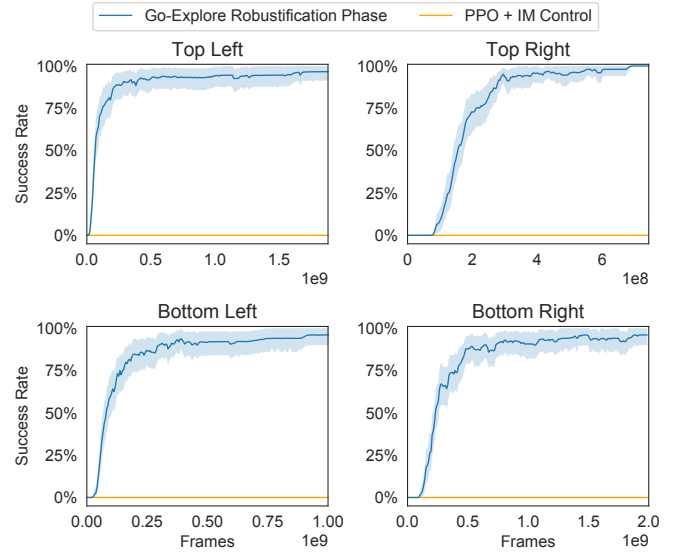 Go-Explore Robustification Phase PPO + IM Control
Top Left Top Right
100% 100%
75% 75%
50% 50%
25% 25%
0% 0%
Success Rate
0.0 0.5 1.0 1.5 0 2 4 6
1e9 1e8
Bottom Left Bottom Right
100% 100%
75% 75%
50% 50%
25% 25%
0% 0%
Success Rate
0.00 0.25 0.50 0.75 1.00 0.0 0.5 1.0 1.5 2.0
Frames 1e9 Frames 1e9